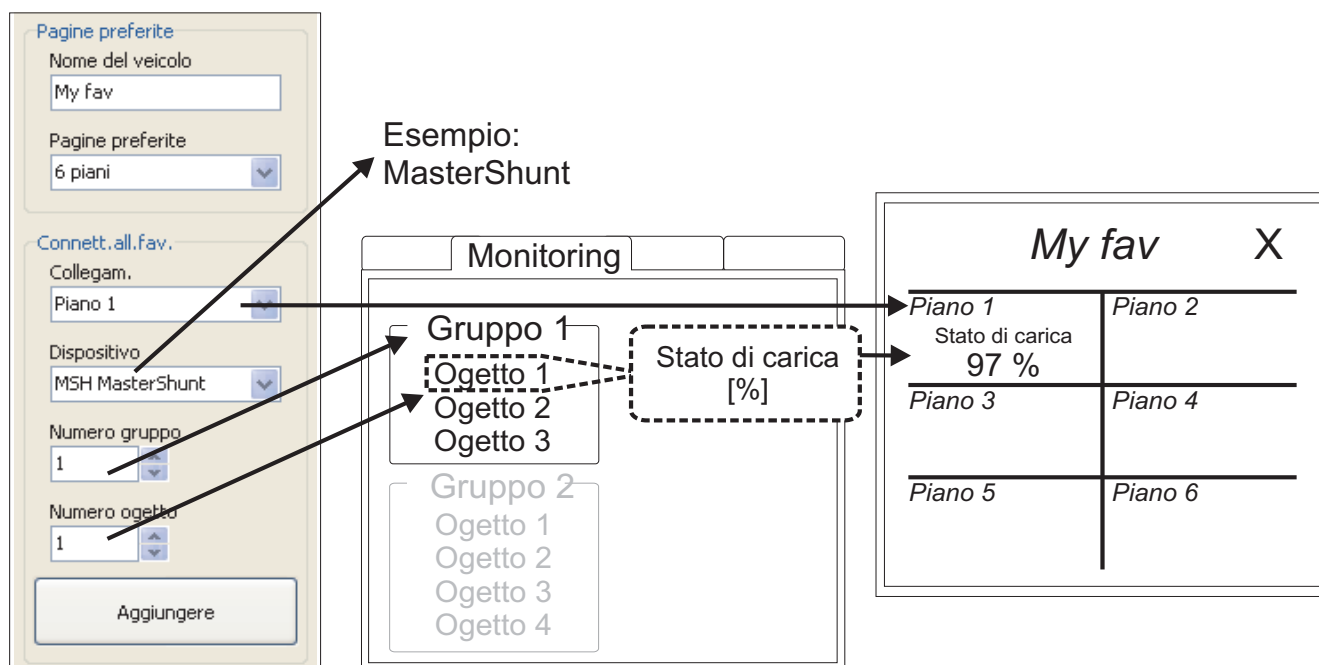 Pagine preferite
Nome del veicolo
My fav
Pagine preferite
6 piani
Connett.all.fav.
Collegam.
Piano 1
Dispositivo
MSH MasterShunt
Numero gruppo
1
Numero ogetto
1
Aggiungere
Esempio:
MasterShunt
Monitoring
Gruppo 1
Ogetto 1
Ogetto 2
Ogetto 3
Gruppo 2
Ogetto 1
Ogetto 2
Ogetto 3
Ogetto 4
Stato di carica
[%]
My fav X
Piano 1 Piano 2
Stato di carica
97 %
Piano 3 Piano 4
Piano 5 Piano 6